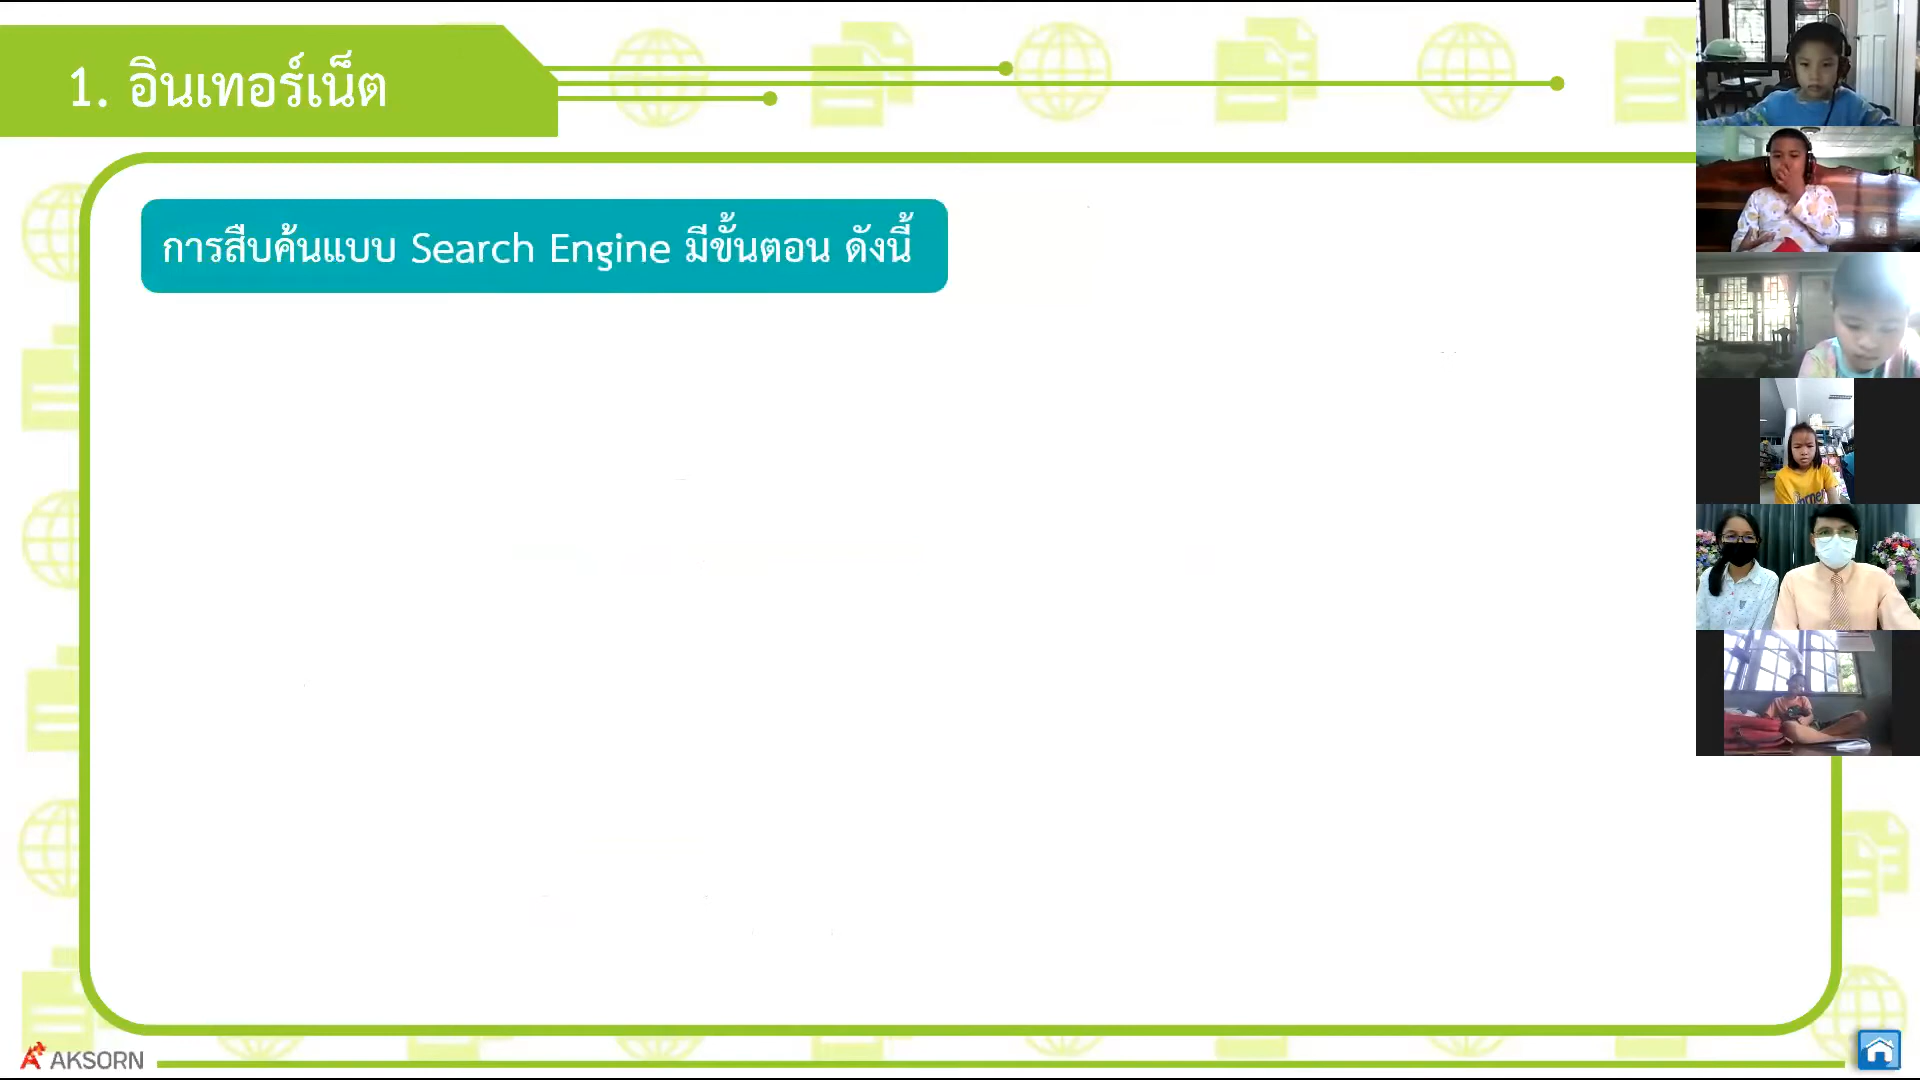 1. อินเทอร์เน็ต
การสืบค้นแบบ Search Engine มีขั้นตอน ดังนี้
AKSORN